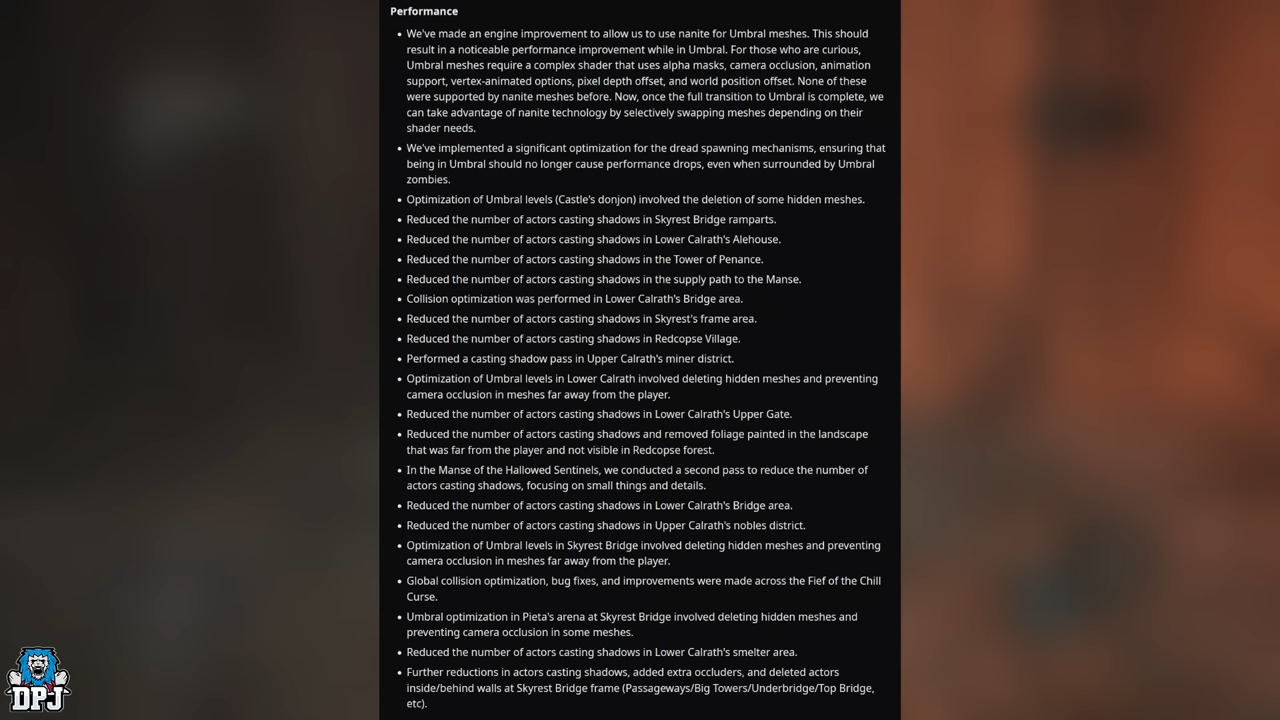 Performance
• We've made an engine improvement to allow us to use nanite for Umbral meshes. This should
result in a noticeable performance improvement while in Umbral. For those who are curious,
Umbral meshes require a complex shader that uses alpha masks, camera occlusion, animation
support, vertex-animated options, pixel depth offset, and world position offset. None of these
were supported by nanite meshes before. Now, once the full transition to Umbral is complete, we
can take advantage of nanite technology by selectively swapping meshes depending on their
shader needs.
• We've implemented a significant optimization for the dread spawning mechanisms, ensuring that
being in Umbral should no longer cause performance drops, even when surrounded by Umbral
zombies.
• Optimization of Umbral levels (Castle's donjon) involved the deletion of some hidden meshes.
• Reduced the number of actors casting shadows in Skyrest Bridge ramparts.
• Reduced the number of actors casting shadows in Lower Calrath's Alehouse.
• Reduced the number of actors casting shadows in the Tower of Penance.
• Reduced the number of actors casting shadows in the supply path to the Manse.
• Collision optimization was performed in Lower Calrath's Bridge area.
• Reduced the number of actors casting shadows in Skyrest's frame area.
• Reduced the number of actors casting shadows in Redcopse Village.
• Performed a casting shadow pass in Upper Calrath's miner district.
• Optimization of Umbral levels in Lower Calrath involved deleting hidden meshes and preventing
camera occlusion in meshes far away from the player.
• Reduced the number of actors casting shadows in Lower Calrath's Upper Gate.
• Reduced the number of actors casting shadows and removed foliage painted in the landscape
that was far from the player and not visible in Redcopse forest.
• In the Manse of the Hallowed Sentinels, we conducted a second pass to reduce the number of
actors casting shadows, focusing on small things and details.
• Reduced the number of actors casting shadows in Lower Calrath's Bridge area.
• Reduced the number of actors casting shadows in Upper Calrath's nobles district.
• Optimization of Umbral levels in Skyrest Bridge involved deleting hidden meshes and preventing
camera occlusion in meshes far away from the player.
• Global collision optimization, bug fixes, and improvements were made across the Fief of the Chill
Curse.
• Umbral optimization in Pieta's arena at Skyrest Bridge involved deleting hidden meshes and
preventing camera occlusion in some meshes.
• Reduced the number of actors casting shadows in Lower Calrath's smelter area.
• Further reductions in actors casting shadows, added extra occluders, and deleted actors
inside/behind walls at Skyrest Bridge frame (Passageways/Big Towers/Underbridge/Top Bridge,
etc).
DPJ